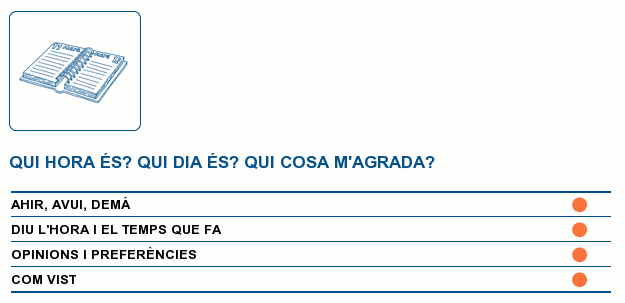 QUI HORA ÉS? QUI DIA ÉS? QUI COSA M'AGRADA?
AHIR, AVUI, DEMÀ
DIU L'HORA I EL TEMPS QUE FA
OPINIONS I PREFERÈNCIES
COM VIST